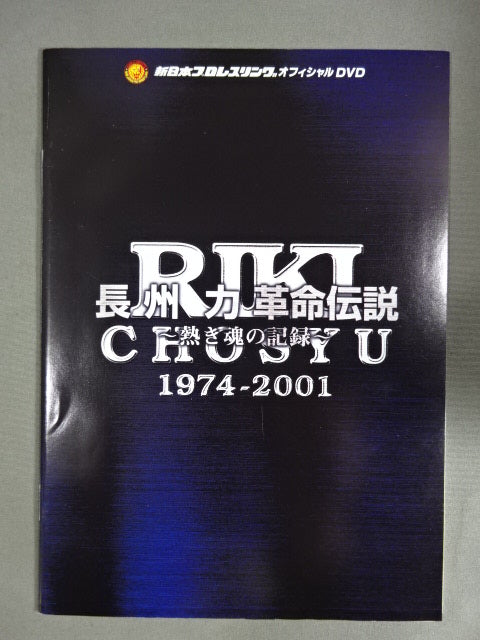 新日本プロレスリング®オフィシャルDVD
RIKI
長州力革命伝説
CHOSYU
〜熱き魂の記録〜
1974-2001